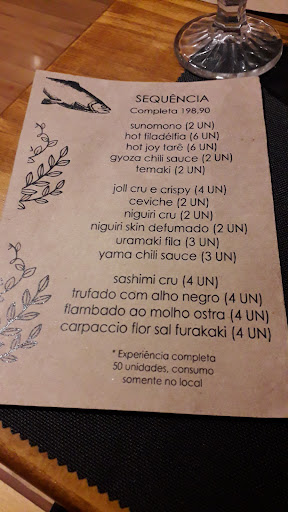 SEQUÊNCIA
Completa 198,90
sunomono (2 UN)
hot filadélfia (6 UN)
hot joy tarê (6 UN)
gyoza chili sauce (2 UN)
temaki (2 UN)
joll cru e crispy (4 UN)
ceviche (2 UN)
niguiri cru (2 UN)
niguiri skin defumado (2 UN)
uramaki fila (3 UN)
yama chili sauce (3 UN)
sashimi cru (4 UN)
trufado com alho negro (4 UN)
flambado ao molho ostra (4 UN)
carpaccio flor sal furakaki (4 UN)
* Experiência completa
50 unidades, consumo
somente no local